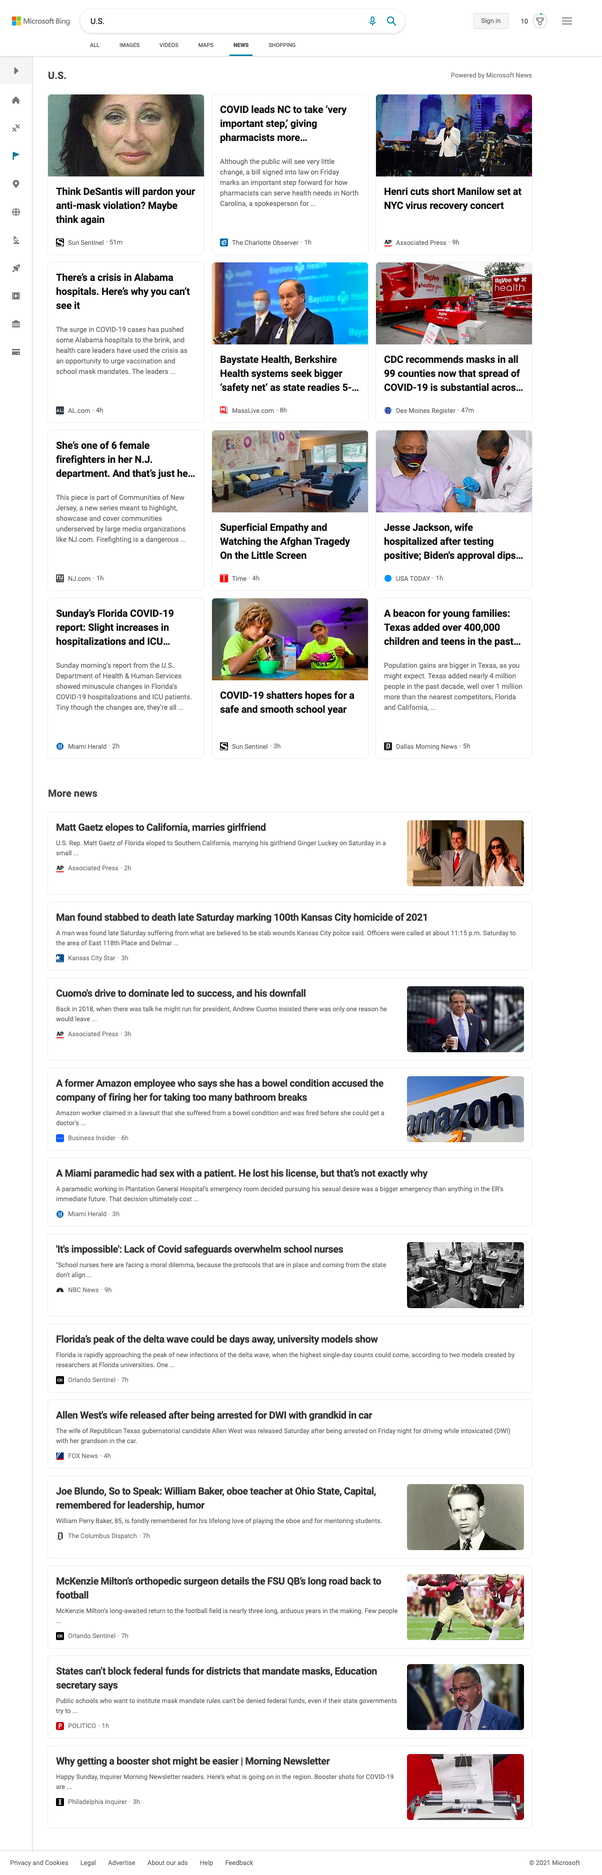 Microsoft Bing
U.S.
Sign in
10
ALL
IMAGES
VIDEOS
MAPS
NEWS
SHOPPING
U.S.
Powered by Microsoft News
Think DeSantis will pardon your
anti-mask violation? Maybe
think again
Sun Sentinel · 51m
COVID leads NC to take ‘very
important step,’ giving
pharmacists more…
Although the public will see very little
change, a bill signed into law on Friday
marks an important step forward for how
pharmacists can serve health needs in North
Carolina, a spokesperson for ...
The Charlotte Observer · 1h
Henri cuts short Manilow set at
NYC virus recovery concert
AP
Associated Press · 9h
There’s a crisis in Alabama
hospitals. Here’s why you can’t
see it
The surge in COVID-19 cases has pushed
some Alabama hospitals to the brink, and
health care leaders have used the crisis as
an opportunity to urge vaccination and
school mask mandates. The leaders ...
AL.com · 4h
Baystate Health
Baystate Health, Berkshire
Health systems seek bigger
‘safety net’ as state readies 5-…
MassLive.com · 8h
HyVee
health
CDC recommends masks in all
99 counties now that spread of
COVID-19 is substantial acros…
Des Moines Register · 47m
She’s one of 6 female
firefighters in her N.J.
department. And that’s just he…
This piece is part of Communities of New
Jersey, a new series meant to highlight,
showcase and cover communities
underserved by large media organizations
like NJ.com. Firefighting is a dangerous ...
NJ.com · 1h
Superficial Empathy and
Watching the Afghan Tragedy
On the Little Screen
Time · 4h
Jesse Jackson, wife
hospitalized after testing
positive; Biden's approval dips…
USA TODAY · 1h
Sunday’s Florida COVID-19
report: Slight increases in
hospitalizations and ICU…
Sunday morning’s report from the U.S.
Department of Health & Human Services
showed minuscule changes in Florida’s
COVID-19 hospitalizations and ICU patients.
Tiny though the changes are, they’re all ...
Miami Herald · 2h
COVID-19 shatters hopes for a
safe and smooth school year
Sun Sentinel · 3h
A beacon for young families:
Texas added over 400,000
children and teens in the past…
Population gains are bigger in Texas, as you
might expect. Texas added nearly 4 million
people in the past decade, well over 1 million
more than the nearest competitors, Florida
and California, ...
Dallas Morning News · 5h
More news
Matt Gaetz elopes to California, marries girlfriend
U.S. Rep. Matt Gaetz of Florida eloped to Southern California, marrying his girlfriend Ginger Luckey on Saturday in a
small ...
AP
Associated Press · 2h
Man found stabbed to death late Saturday marking 100th Kansas City homicide of 2021
A man was found late Saturday suffering from what are believed to be stab wounds Kansas City police said. Officers were called at about 11:15 p.m. Saturday to
the area of East 118th Place and Delmar ...
Kansas City Star · 3h
Cuomo's drive to dominate led to success, and his downfall
Back in 2018, when there was talk he might run for president, Andrew Cuomo insisted there was only one reason he
would leave ...
AP
Associated Press · 3h
A former Amazon employee who says she has a bowel condition accused the
company of firing her for taking too many bathroom breaks
Amazon worker claimed in a lawsuit that she suffered from a bowel condition and was fired before she could get a
doctor's ...
Business Insider · 6h
amazon
A Miami paramedic had sex with a patient. He lost his license, but that’s not exactly why
A paramedic working in Plantation General Hospital’s emergency room decided pursuing his sexual desire was a bigger emergency than anything in the ER’s
immediate future. That decision ultimately cost ...
Miami Herald · 3h
'It's impossible': Lack of Covid safeguards overwhelm school nurses
"School nurses here are facing a moral dilemma, because the protocols that are in place and coming from the state
don't align ...
NBC News · 9h
Florida’s peak of the delta wave could be days away, university models show
Florida is rapidly approaching the peak of new infections of the delta wave, when the highest single-day counts could come, according to two models created by
researchers at Florida universities. One ...
Orlando Sentinel · 7h
Allen West's wife released after being arrested for DWI with grandkid in car
The wife of Republican Texas gubernatorial candidate Allen West was released Saturday after being arrested on Friday night for driving while intoxicated (DWI)
with her grandson in the car.
FOX News · 4h
Joe Blundo, So to Speak: William Baker, oboe teacher at Ohio State, Capital,
remembered for leadership, humor
William Perry Baker, 85, is fondly remembered for his lifelong love of playing the oboe and for mentoring students.
The Columbus Dispatch · 7h
McKenzie Milton’s orthopedic surgeon details the FSU QB’s long road back to
football
McKenzie Milton’s long-awaited return to the football field is nearly three long, arduous years in the making. Few people
...
Orlando Sentinel · 7h
States can’t block federal funds for districts that mandate masks, Education
secretary says
Public schools who want to institute mask mandate rules can’t be denied federal funds, even if their state governments
try to ...
POLITICO · 1h
Why getting a booster shot might be easier | Morning Newsletter
Happy Sunday, Inquirer Morning Newsletter readers. Here’s what is going on in the region. Booster shots for COVID-19
are ...
Philadelphia Inquirer · 3h
Privacy and Cookies
Legal
Advertise
About our ads
Help
Feedback
© 2021 Microsoft